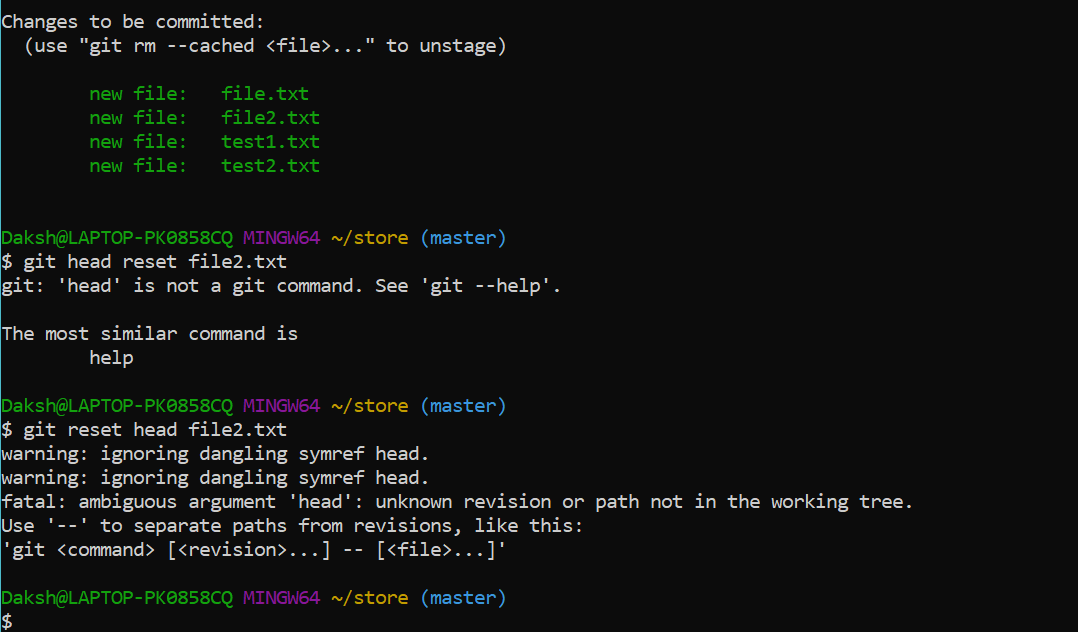 Changes to be committed:
  (use "git rm --cached <file>..." to unstage)

        new file:   file.txt
        new file:   file2.txt
        new file:   test1.txt
        new file:   test2.txt


Daksh@LAPTOP-PK0858CQ MINGW64 ~/store (master)
$ git head reset file2.txt
git: 'head' is not a git command. See 'git --help'.

The most similar command is
        help

Daksh@LAPTOP-PK0858CQ MINGW64 ~/store (master)
$ git reset head file2.txt
warning: ignoring dangling symref head.
warning: ignoring dangling symref head.
fatal: ambiguous argument 'head': unknown revision or path not in the working tree.
Use '--' to separate paths from revisions, like this:
'git <command> [<revision>...] -- [<file>...]'

Daksh@LAPTOP-PK0858CQ MINGW64 ~/store (master)
$